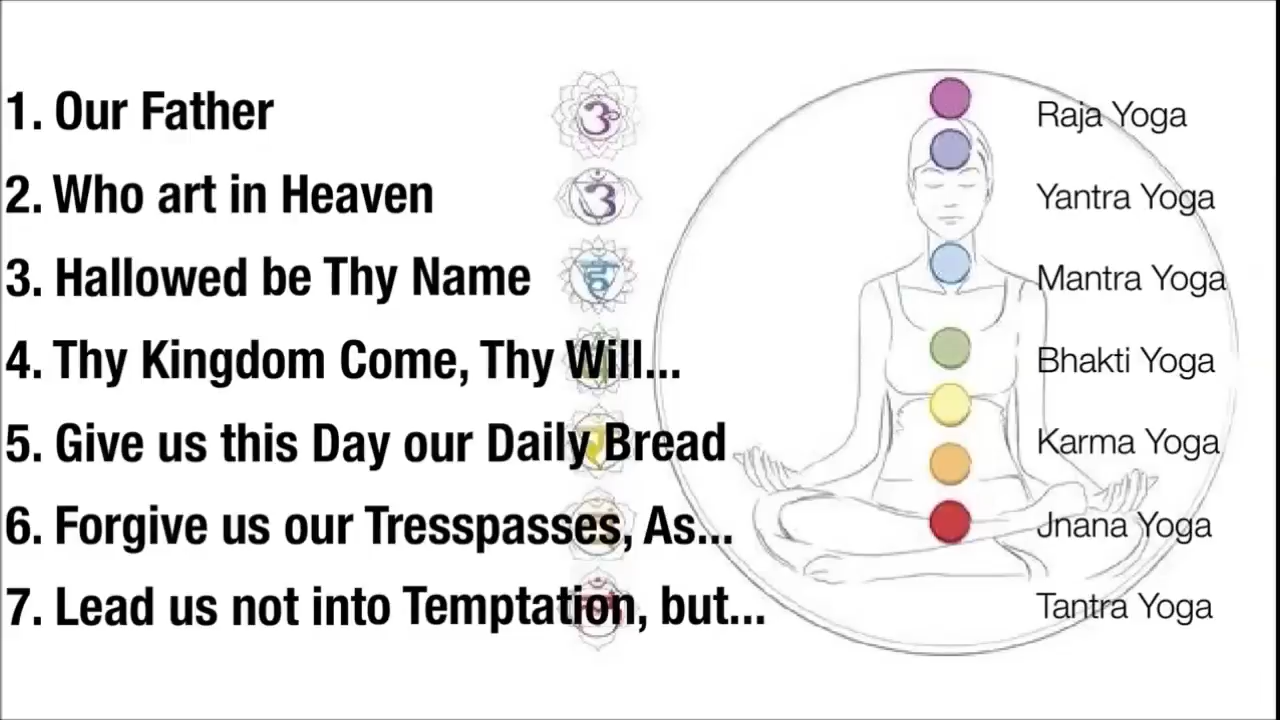 1. Our Father
2. Who art in Heaven
3. Hallowed be Thy Name
4. Thy Kingdom Come, Thy Will...
5. Give us this Day our Daily Bread
6. Forgive us our Tresspasses, As...
7. Lead us not into Temptation, but...
ॐ
ॐ
हं
Raja Yoga
Yantra Yoga
Mantra Yoga
Bhakti Yoga
Karma Yoga
Jnana Yoga
Tantra Yoga